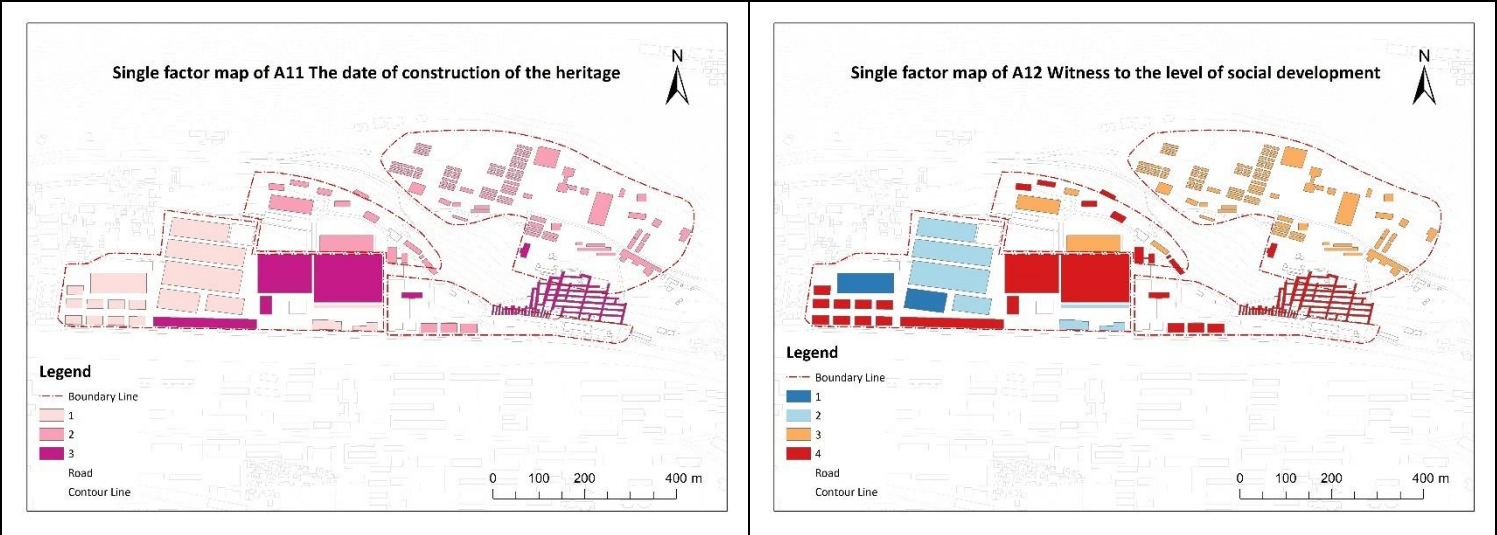 Single factor map of A11 The date of construction of the heritage
N
Legend
Boundary Line
1
2
3
Road
Contour Line
0 100 200 400 m
Single factor map of A12 Witness to the level of social development
N
Legend
Boundary Line
1
2
3
4
Road
Contour Line
0 100 200 400 m